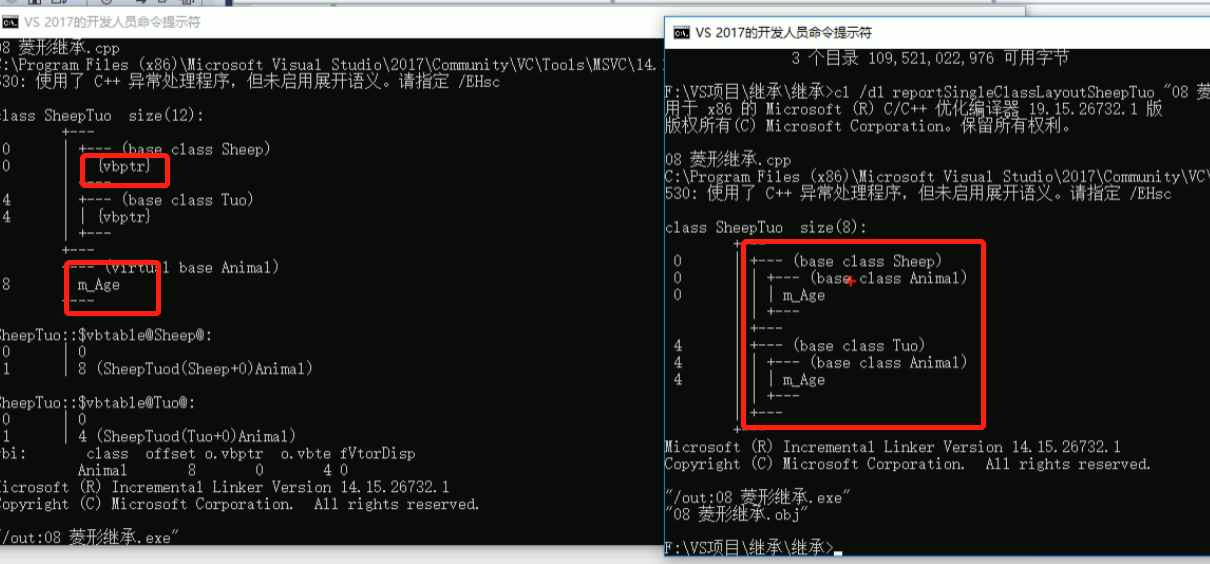 VS 2017的开发人员命令提示符
08 菱形继承.cpp
C:\Program Files (x86)\Microsoft Visual Studio\2017\Community\VC\Tools\MSVC\14.
530: 使用了 C++ 异常处理程序，但未启用展开语义。请指定 /EHsc
class SheepTuo size(12):
+---
0 | +--- (base class Sheep)
0 | | {vbptr}
| +---
4 | +--- (base class Tuo)
4 | | {vbptr}
| +---
+---
+--- (virtual base Animal)
8 | m_Age
+---
SheepTuo::$vbtable@Sheep@:
0 | 0
1 | 8 (SheepTuod(Sheep+0)Animal)
SheepTuo::$vbtable@Tuo@:
0 | 0
1 | 4 (SheepTuod(Tuo+0)Animal)
vbi: class offset o.vbptr o.vbte fVtorDisp
Animal 8 0 4 0
Microsoft (R) Incremental Linker Version 14.15.26732.1
Copyright (C) Microsoft Corporation. All rights reserved.
"/out:08 菱形继承.exe"
VS 2017的开发人员命令提示符
3 个目录 109,521,022,976 可用字节
F:\VS项目\继承\继承>cl /d1 reportSingleClassLayoutSheepTuo "08 菱
用于 x86 的 Microsoft (R) C/C++ 优化编译器 19.15.26732.1 版
版权所有(C) Microsoft Corporation。保留所有权利。
08 菱形继承.cpp
C:\Program Files (x86)\Microsoft Visual Studio\2017\Community\VC\
530: 使用了 C++ 异常处理程序，但未启用展开语义。请指定 /EHsc
class SheepTuo size(8):
+---
0 | +--- (base class Sheep)
0 | | +--- (base class Animal)
0 | | | m_Age
| | +---
| +---
4 | +--- (base class Tuo)
4 | | +--- (base class Animal)
4 | | | m_Age
| | +---
| +---
+---
Microsoft (R) Incremental Linker Version 14.15.26732.1
Copyright (C) Microsoft Corporation. All rights reserved.
"/out:08 菱形继承.exe"
"08 菱形继承.obj"
F:\VS项目\继承\继承>